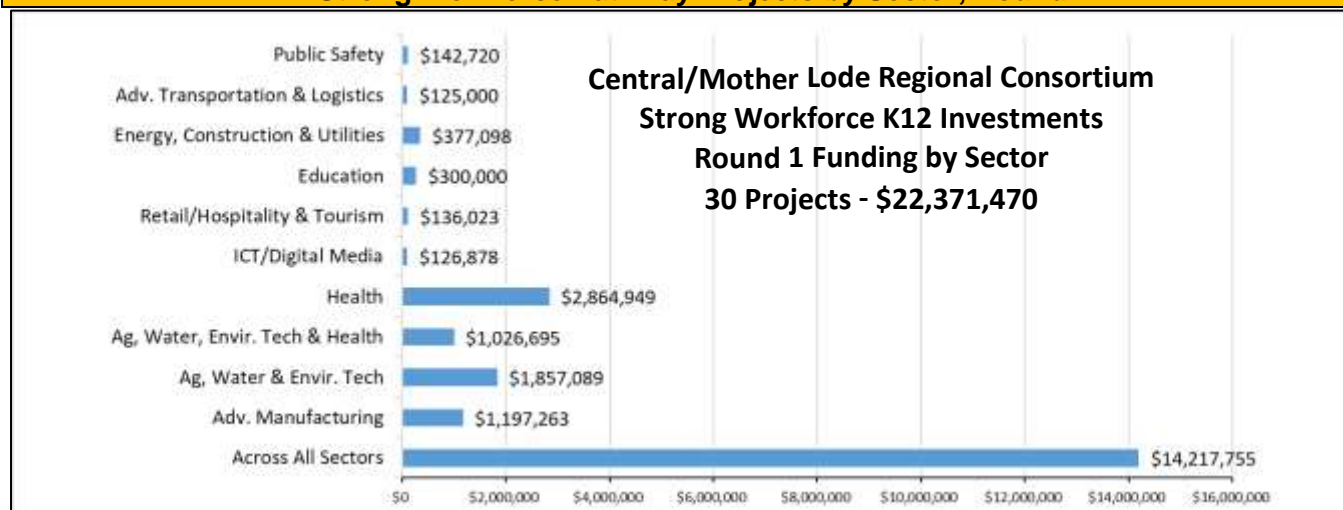 Central/Mother Lode Regional Consortium
Strong Workforce K12 Investments
Round 1 Funding by Sector
30 Projects - $22,371,470
Public Safety $142,720
Adv. Transportation & Logistics $125,000
Energy, Construction & Utilities $377,098
Education $300,000
Retail/Hospitality & Tourism $136,023
ICT/Digital Media $126,878
Health $2,864,949
Ag, Water, Envir. Tech & Health $1,026,695
Ag, Water & Envir. Tech $1,857,089
Adv. Manufacturing $1,197,263
Across All Sectors $14,217,755
$0 $2,000,000 $4,000,000 $6,000,000 $8,000,000 $10,000,000 $12,000,000 $14,000,000 $16,000,000